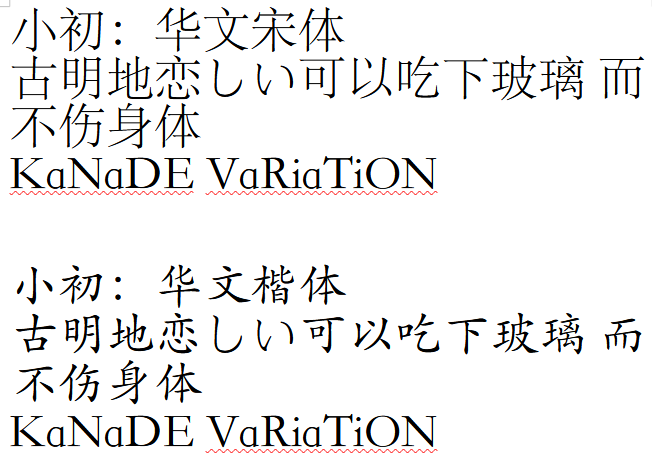 小初：华文宋体
古明地恋しい可以吃下玻璃 而
不伤身体
KaNaDE VaRiaTiON
小初：华文楷体
古明地恋しい可以吃下玻璃 而
不伤身体
KaNaDE VaRiaTiON